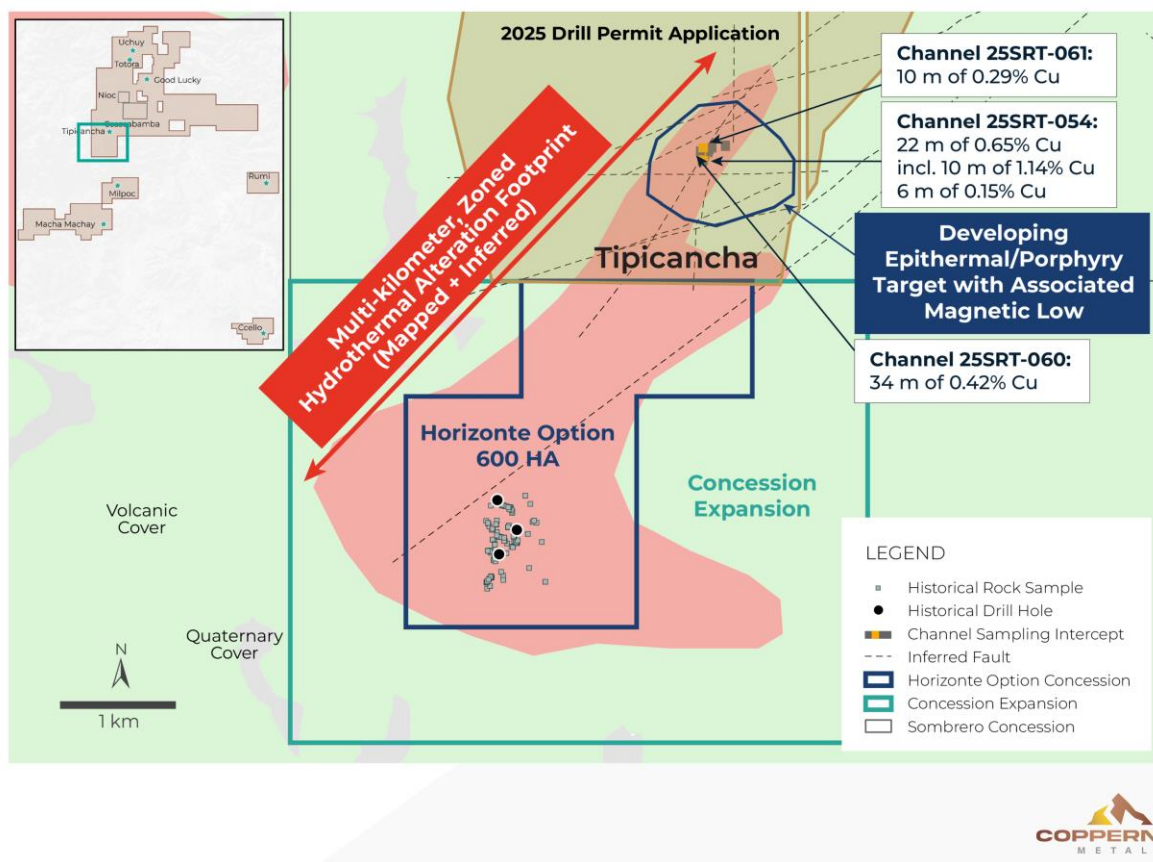 2025 Drill Permit Application
Uchuy
Totora
Good Lucky
Nioc
Tipicancha
Milpoc
Rumi
Macha Machay
Ccello
Channel 25SRT-061:
10 m of 0.29% Cu
Channel 25SRT-054:
22 m of 0.65% Cu
incl. 10 m of 1.14% Cu
6 m of 0.15% Cu
Developing
Epithermal/Porphyry
Target with Associated
Magnetic Low
Channel 25SRT-060:
34 m of 0.42% Cu
Multi-kilometer, Zoned
Hydrothermal Alteration Footprint
(Mapped + Inferred)
Tipicancha
Horizonte Option
600 HA
Concession
Expansion
Volcanic
Cover
Quaternary
Cover
N
1 km
LEGEND
Historical Rock Sample
Historical Drill Hole
Channel Sampling Intercept
Inferred Fault
Horizonte Option Concession
Concession Expansion
Sombrero Concession
COPPERN
METAL